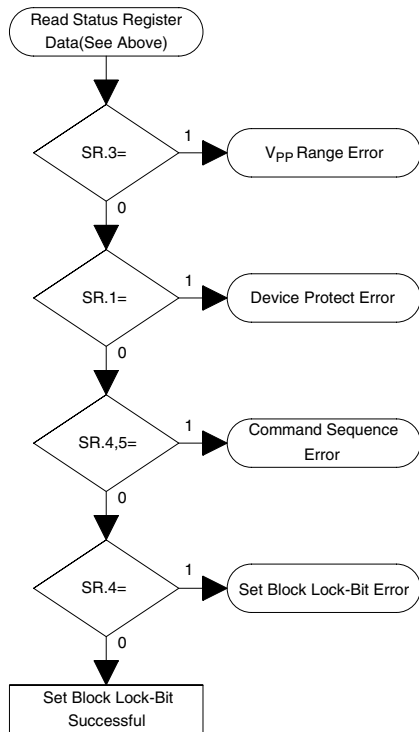 Read Status Register
Data(See Above)
SR.3=
1
VPP Range Error
0
SR.1=
1
Device Protect Error
0
SR.4,5=
1
Command Sequence
Error
0
SR.4=
1
Set Block Lock-Bit Error
0
Set Block Lock-Bit
Successful